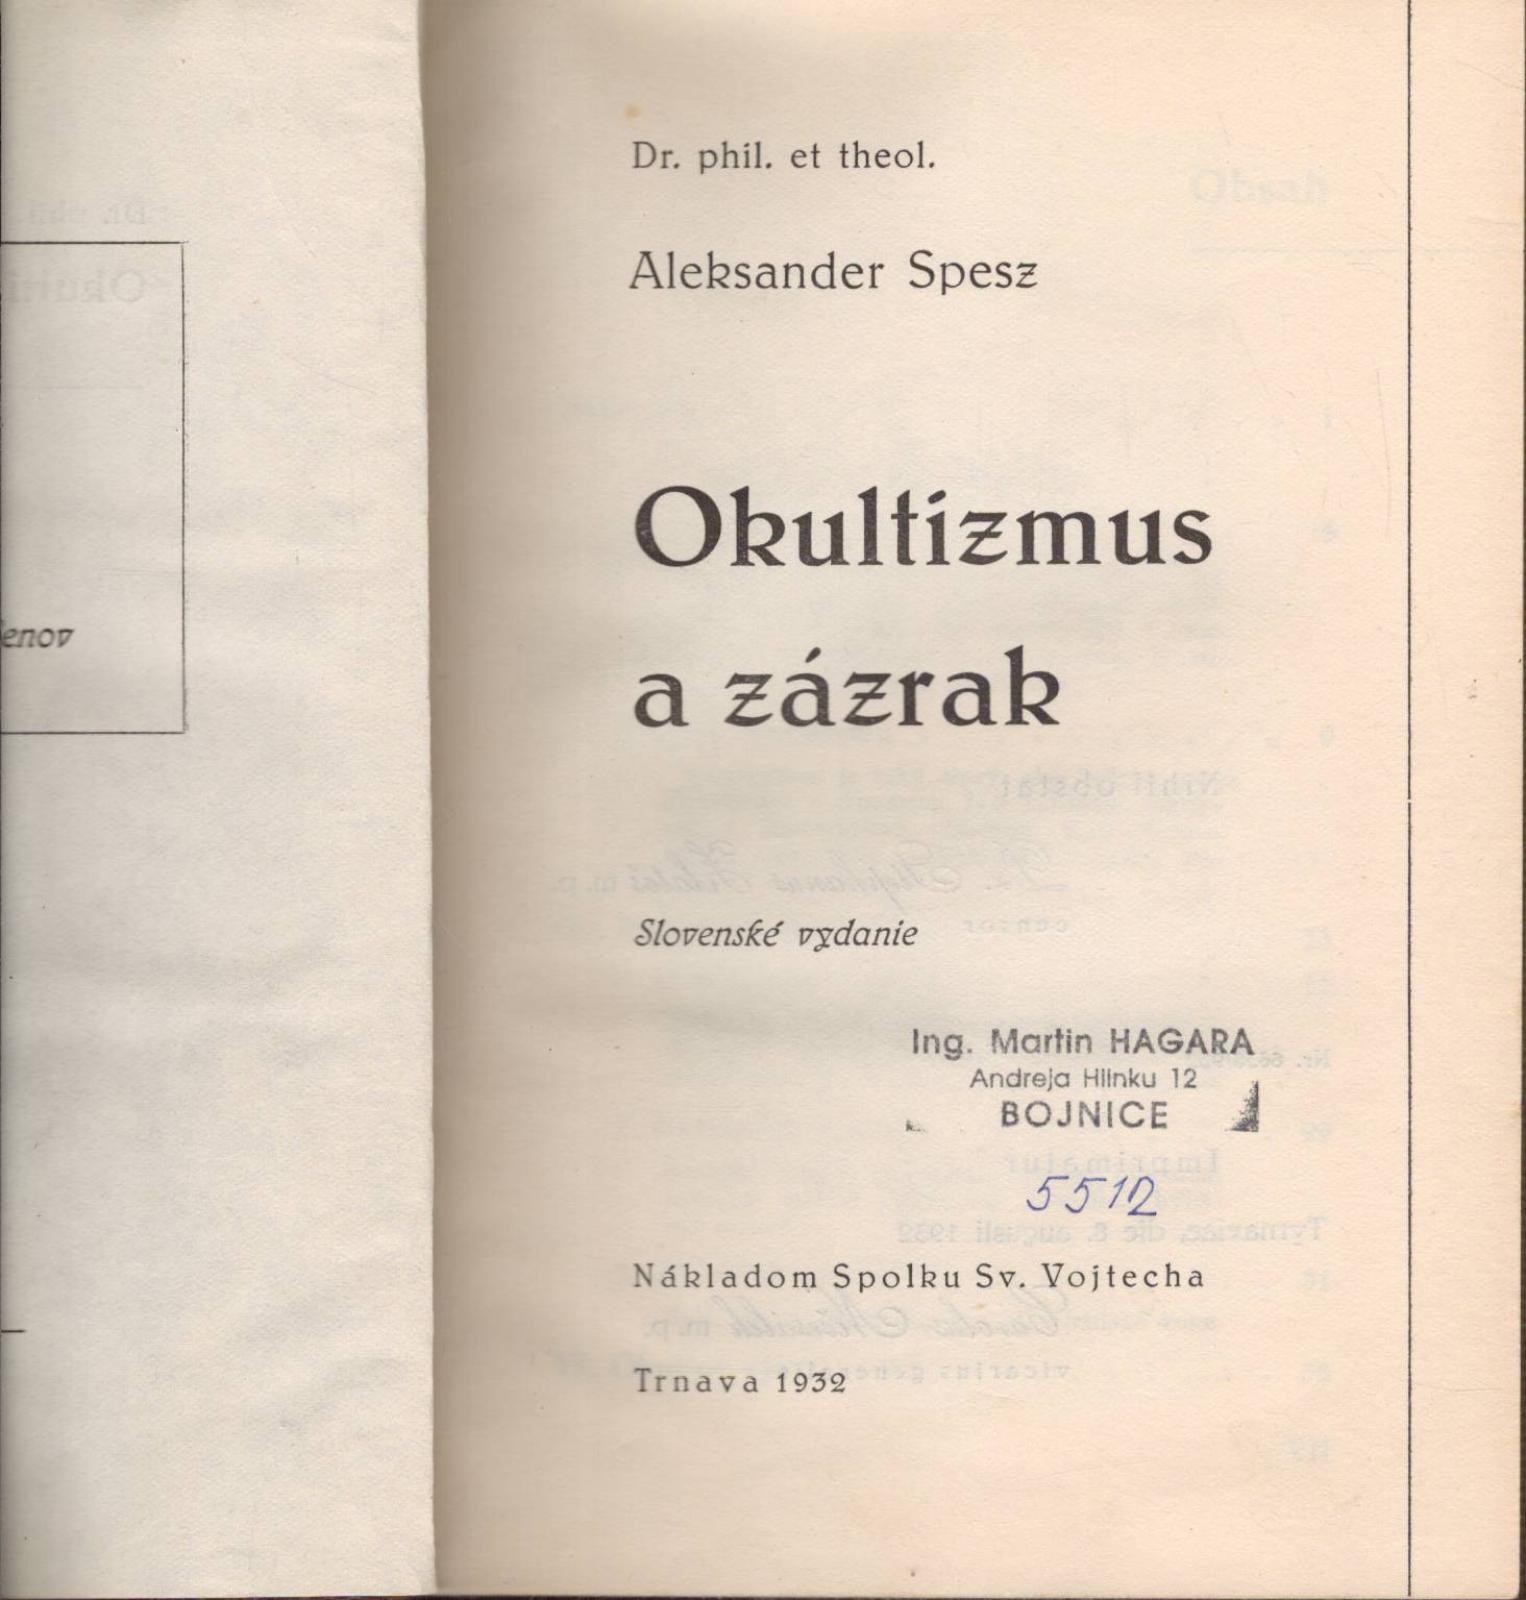 enov
Dr. phil. et theol.
Aleksander Spesz
Okultizmus
a zázrak
Slovenské vydanie
Ing. Martin HAGARA
Andreja Hlinku 12
BOJNICE
5512
Nákladom Spolku Sv. Vojtecha
Trnava 1932